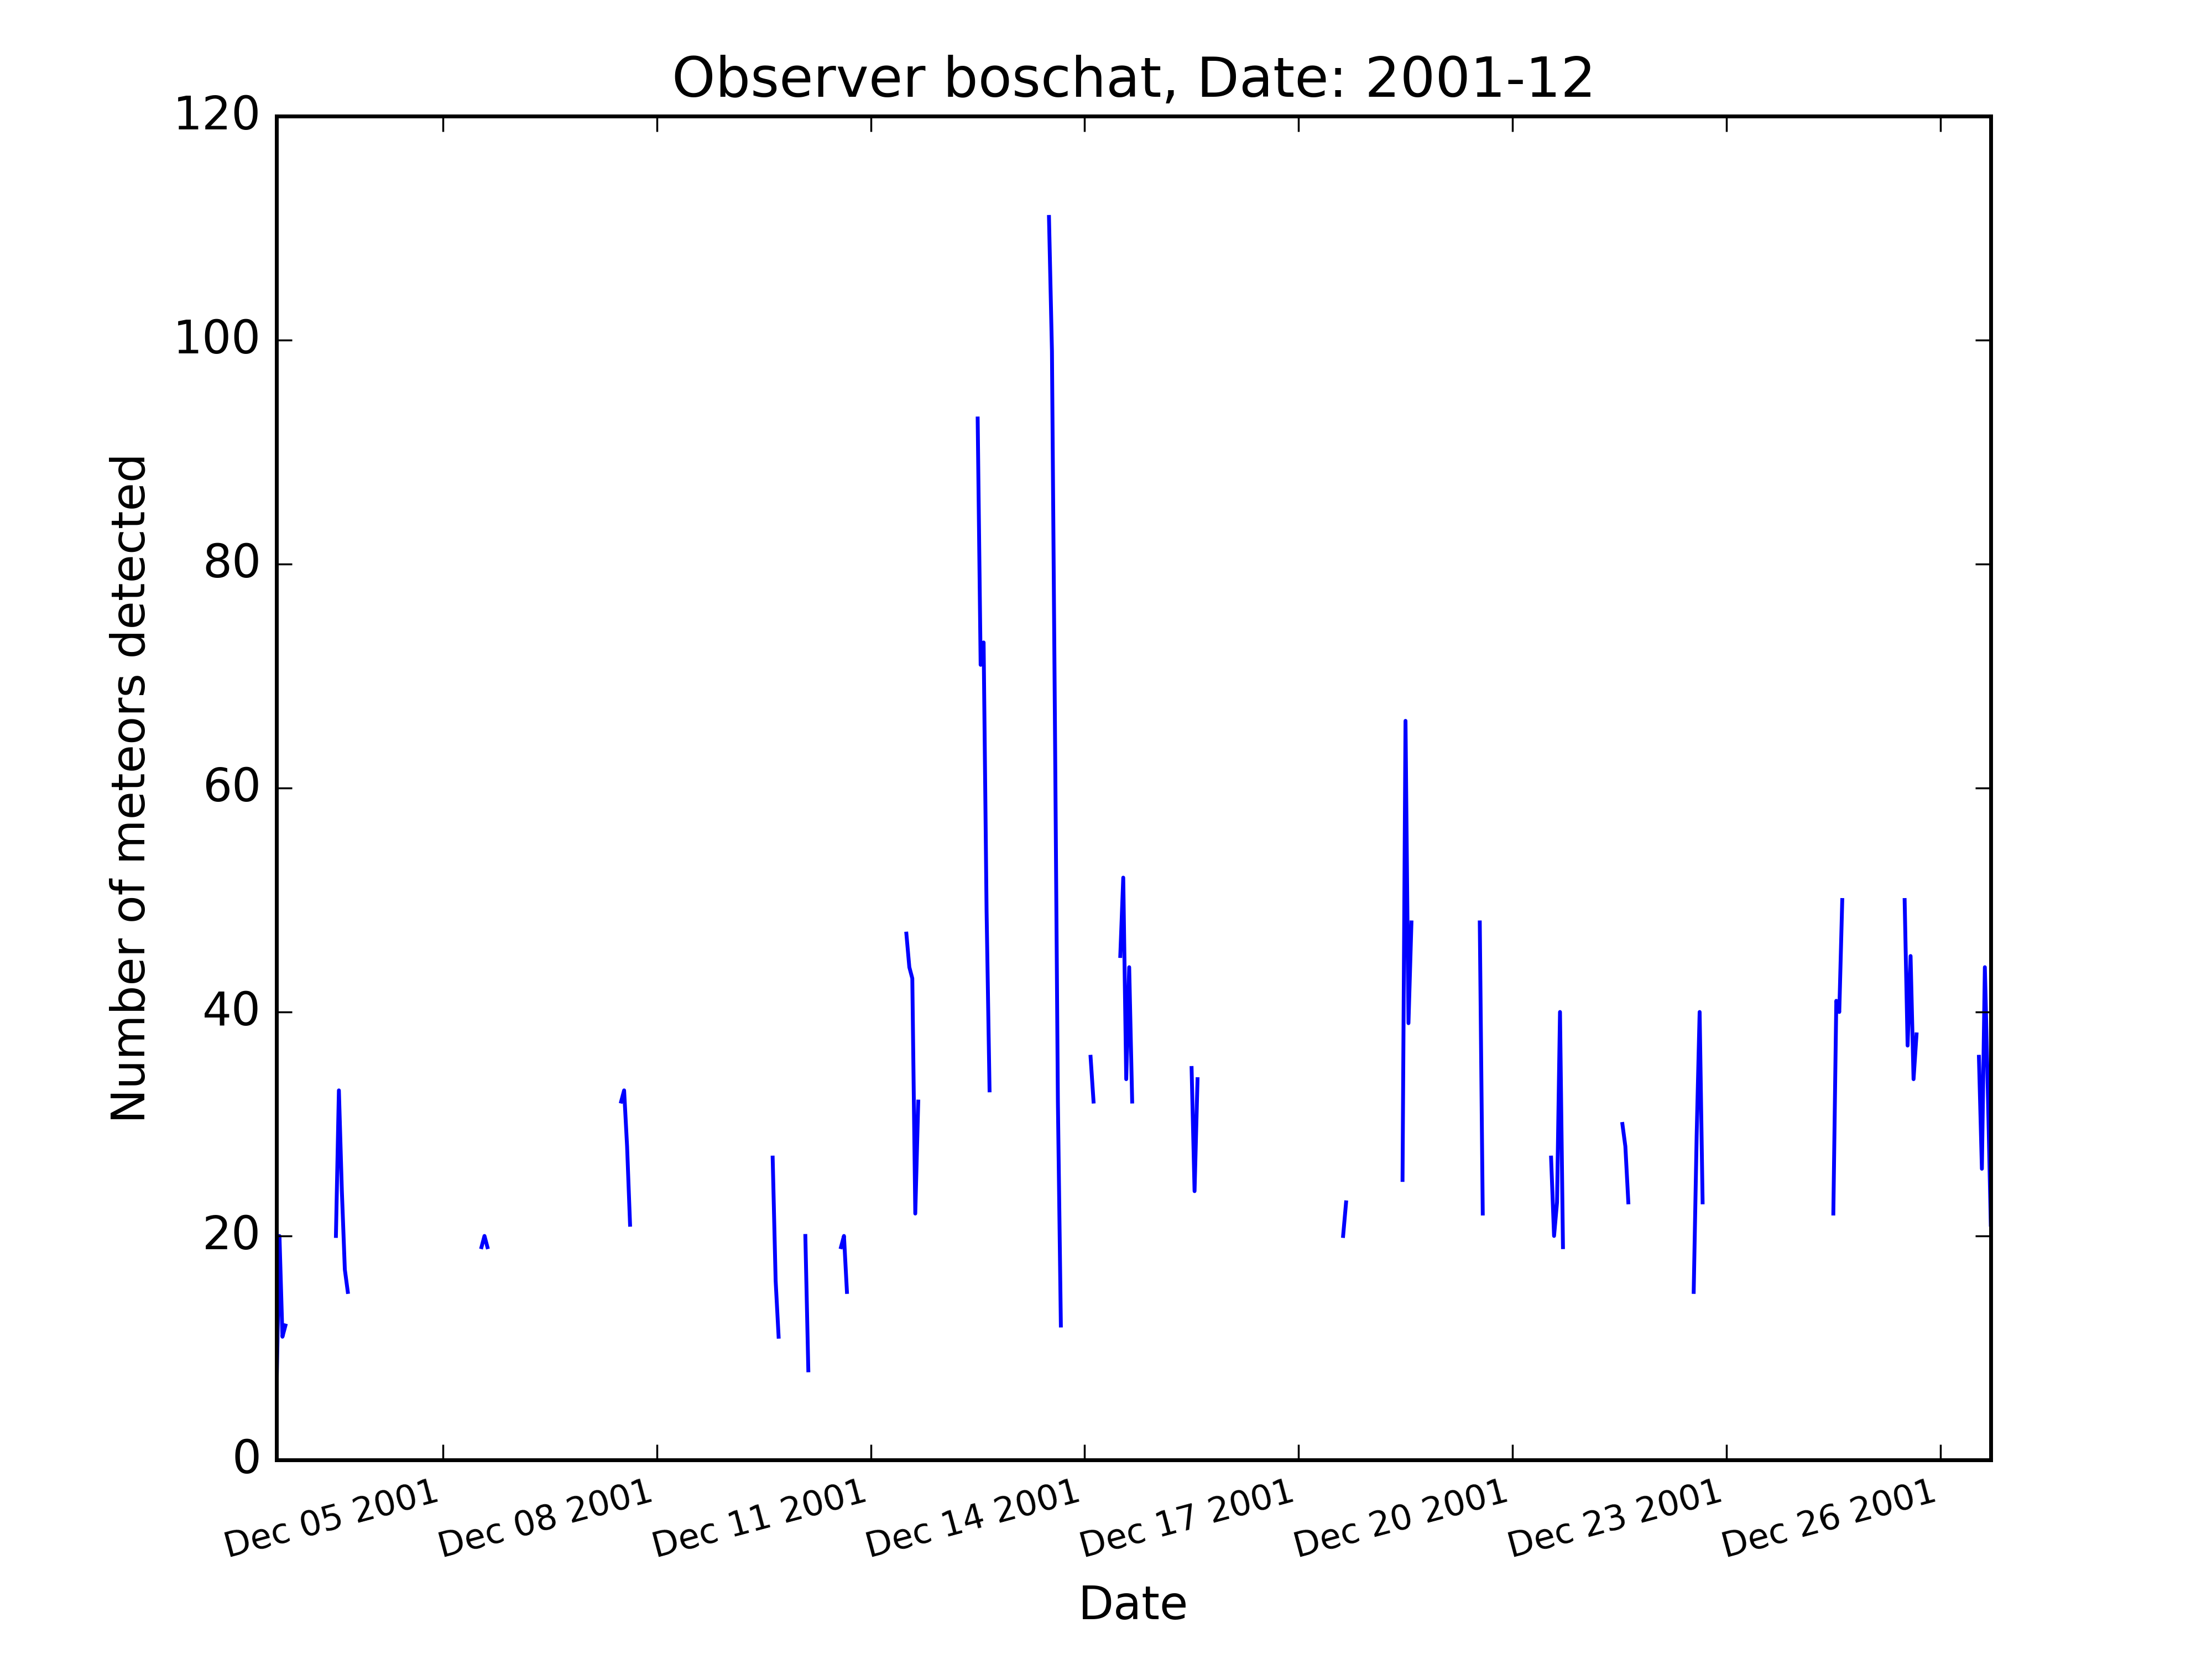 Observer boschat, Date: 2001-12
120
100
80
60
40
20
0
Number of meteors detected
Dec 05 2001
Dec 08 2001
Dec 11 2001
Dec 14 2001
Dec 17 2001
Dec 20 2001
Dec 23 2001
Dec 26 2001
Date